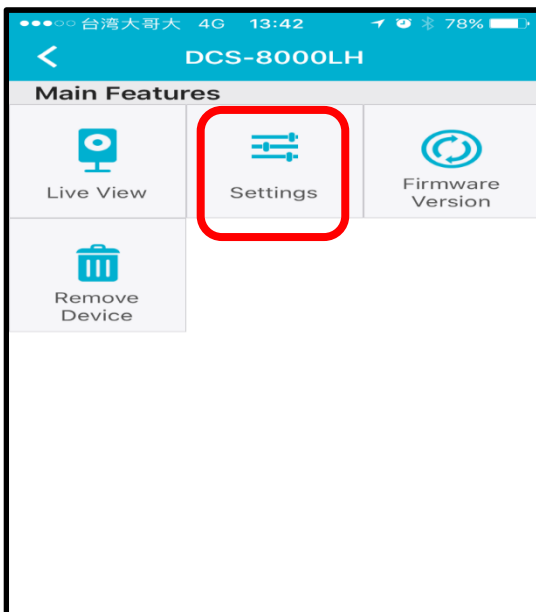 台湾大哥大 4G 13:42 78%
DCS-8000LH
Main Features
Live View
Settings
Firmware
Version
Remove
Device